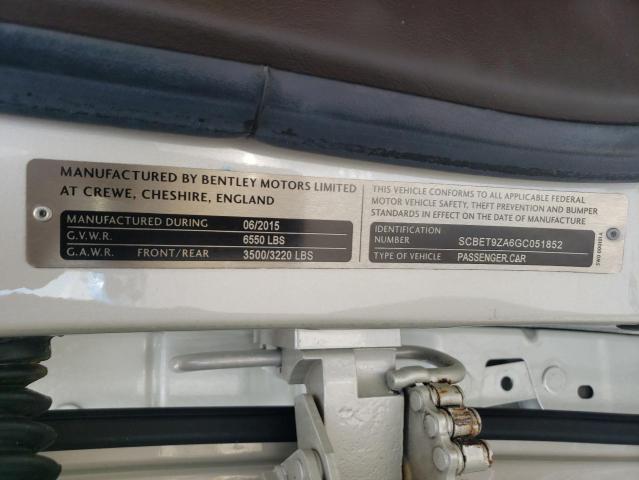 MANUFACTURED BY BENTLEY MOTORS LIMITED
AT CREWE, CHESHIRE, ENGLAND
MANUFACTURED DURING 06/2015
G.V.W.R. 6550 LBS
G.A.W.R. FRONT/REAR 3500/3220 LBS
THIS VEHICLE CONFORMS TO ALL APPLICABLE FEDERAL
MOTOR VEHICLE SAFETY, THEFT PREVENTION AND BUMPER
STANDARDS IN EFFECT ON THE DATE OF MANUFACTURE
IDENTIFICATION
NUMBER SCBET9ZA6GC051852
TYPE OF VEHICLE PASSENGER.CAR